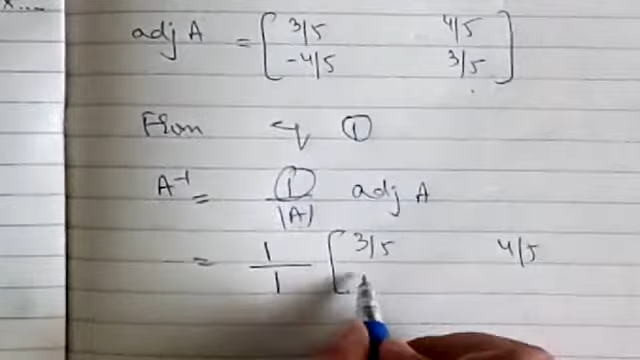 x....
adj A = [ 3/5 4/5
-4/5 3/5 ]
From eq ①
A⁻¹ = ①/|A| adj A
= 1/1 [ 3/5 4/5